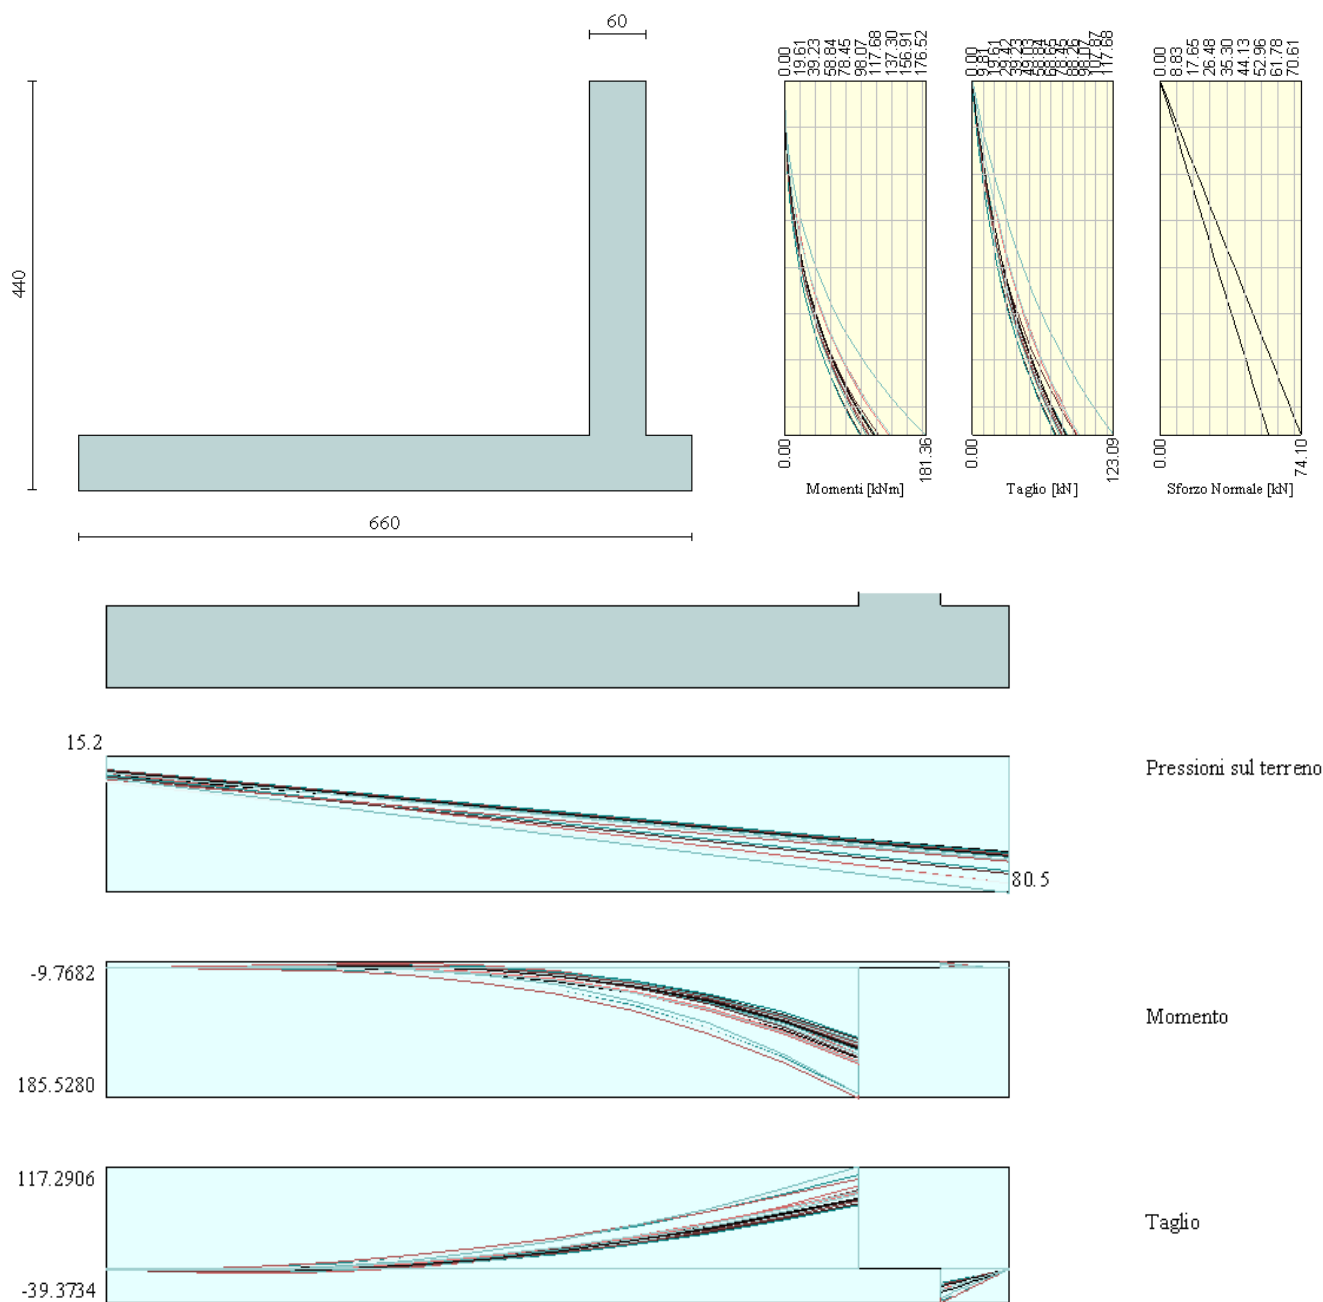 60
0.00 19.61 39.23 58.84 78.45 98.07 117.68 137.30 156.91 176.52
0.00 9.81 19.61 29.42 39.23 49.03 58.84 68.65 78.45 88.26 98.07 107.87 117.68
0.00 8.83 17.65 26.48 35.30 44.13 52.96 61.78 70.61
440
0.00 181.36
0.00 123.09
0.00 74.10
Momenti [kNm]
Taglio [kN]
Sforzo Normale [kN]
660
15.2
Pressioni sul terreno
80.5
-9.7682
Momento
185.5280
117.2906
Taglio
-39.3734